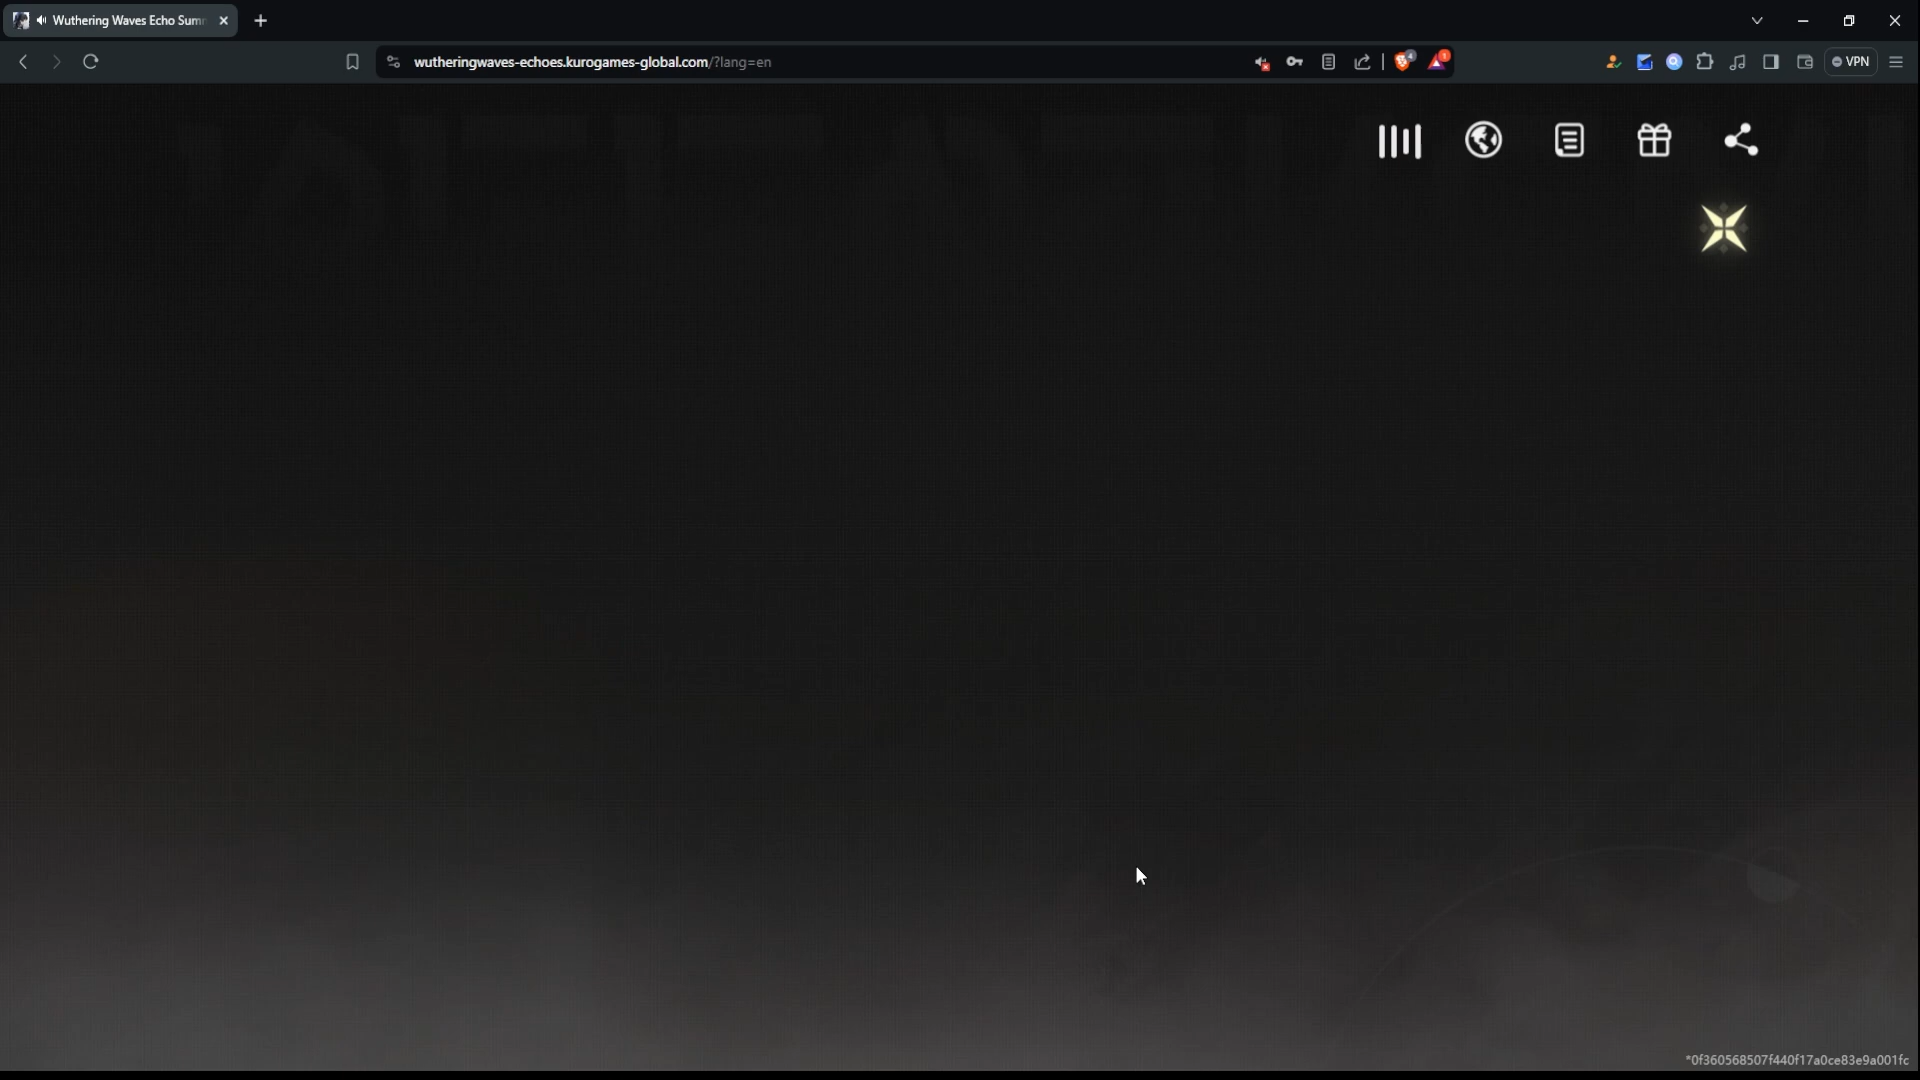 Wuthering Waves Echo Sum
wutheringwaves-echoes.kurogames-global.com/?lang=en
VPN
*0f360568507f440f17a0ce83e9a001fc